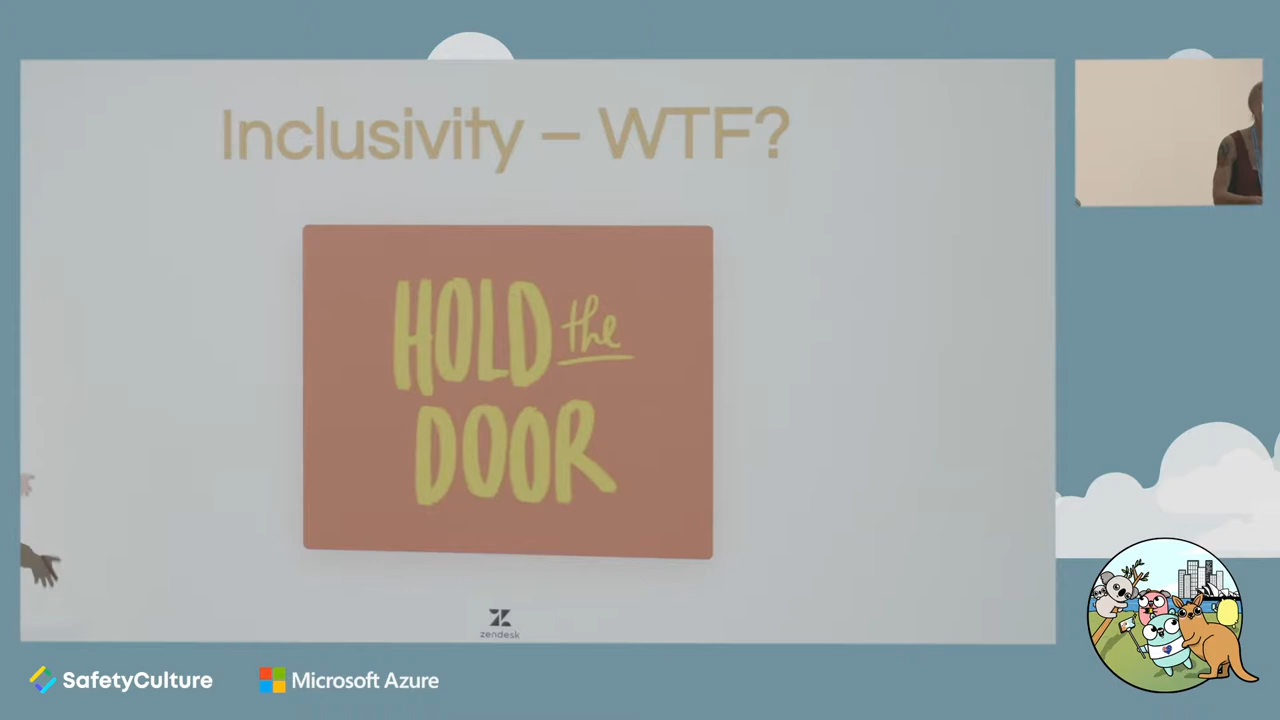 Inclusivity – WTF?
HOLD the
DOOR
zendesk
SafetyCulture
Microsoft Azure